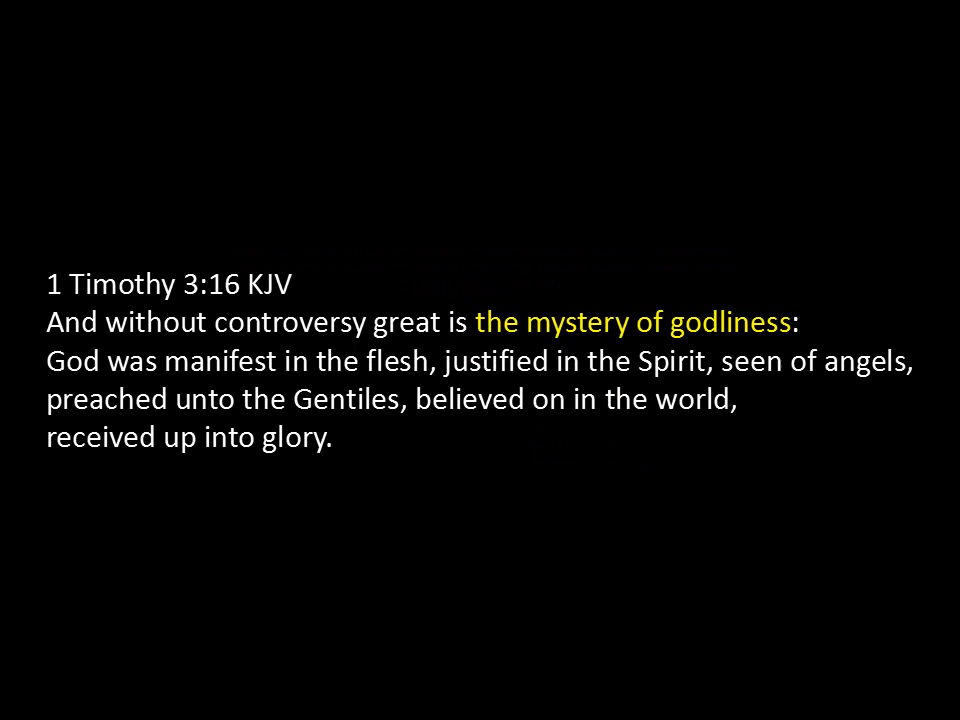 1 Timothy 3:16 KJV
And without controversy great is the mystery of godliness:
God was manifest in the flesh, justified in the Spirit, seen of angels,
preached unto the Gentiles, believed on in the world,
received up into glory.